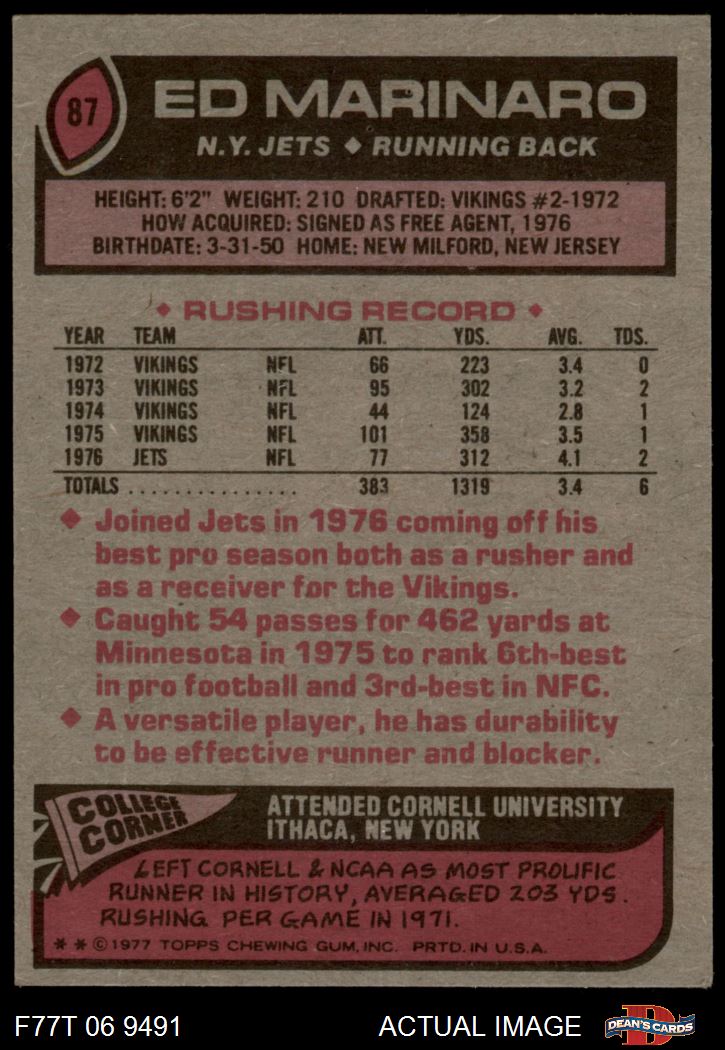 87
ED MARINARO
N.Y. JETS ◆ RUNNING BACK
HEIGHT: 6'2" WEIGHT: 210 DRAFTED: VIKINGS #2-1972
HOW ACQUIRED: SIGNED AS FREE AGENT, 1976
BIRTHDATE: 3-31-50 HOME: NEW MILFORD, NEW JERSEY
◆ RUSHING RECORD ◆
YEAR TEAM ATT. YDS. AVG. TDS.
1972 VIKINGS NFL 66 223 3.4 0
1973 VIKINGS NFL 95 302 3.2 2
1974 VIKINGS NFL 44 124 2.8 1
1975 VIKINGS NFL 101 358 3.5 1
1976 JETS NFL 77 312 4.1 2
TOTALS ................ 383 1319 3.4 6
◆ Joined Jets in 1976 coming off his
best pro season both as a rusher and
as a receiver for the Vikings.
◆ Caught 54 passes for 462 yards at
Minnesota in 1975 to rank 6th-best
in pro football and 3rd-best in NFC.
◆ A versatile player, he has durability
to be effective runner and blocker.
COLLEGE
CORNER
ATTENDED CORNELL UNIVERSITY
ITHACA, NEW YORK
LEFT CORNELL & NCAA AS MOST PROLIFIC
RUNNER IN HISTORY, AVERAGED 203 YDS.
RUSHING PER GAME IN 1971.
** © 1977 TOPPS CHEWING GUM, INC. PRTD. IN U.S.A.
F77T 06 9491
ACTUAL IMAGE
D
DEAN'S CARDS